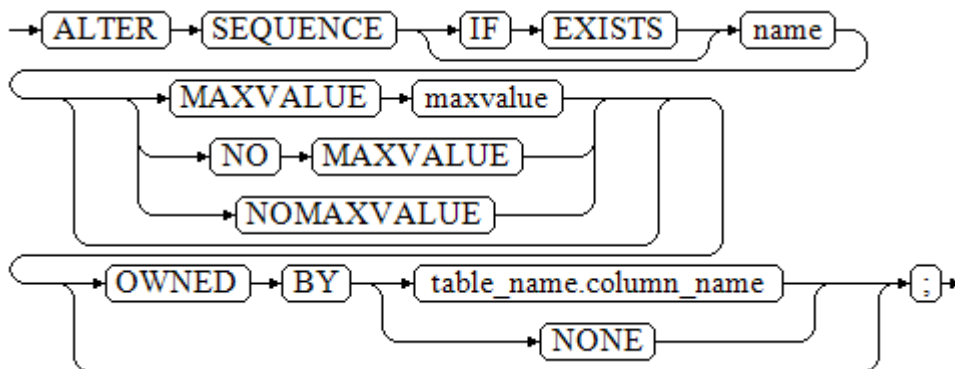 ALTER SEQUENCE IF EXISTS name
MAXVALUE maxvalue
NO MAXVALUE
NOMAXVALUE
OWNED BY table_name.column_name ;
NONE